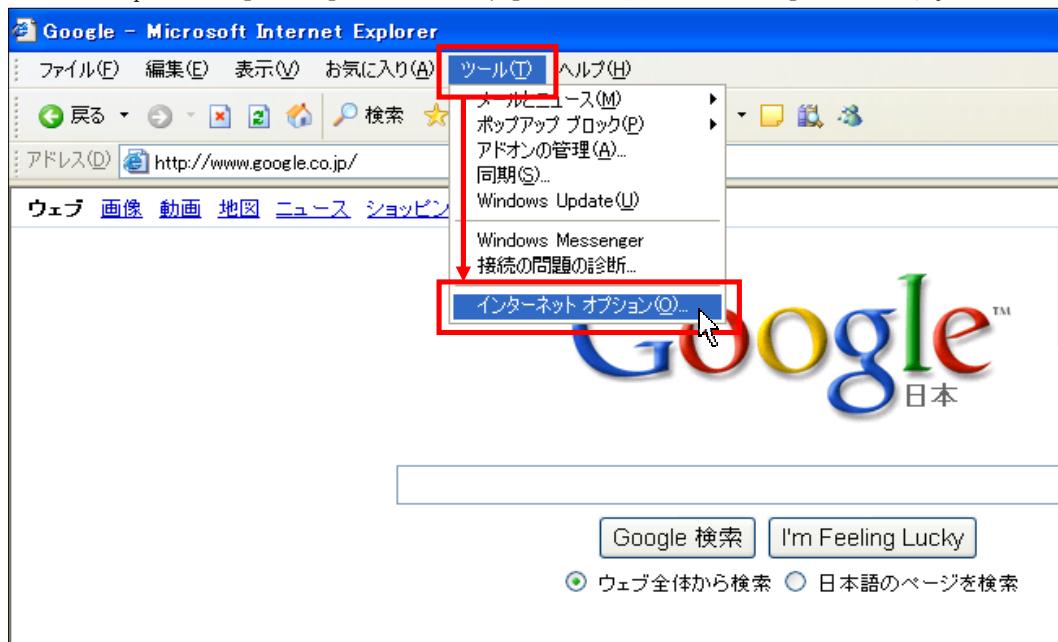 Google - Microsoft Internet Explorer
ファイル(F) 編集(E) 表示(V) お気に入り(A) ツール(T) ヘルプ(H)
戻る 検索
メールとニュース(M)
ポップアップ ブロック(P)
アドオンの管理(A)...
同期(S)...
Windows Update(U)
Windows Messenger
接続の問題の診断...
インターネット オプション(O)...
アドレス(D) http://www.google.co.jp/
ウェブ 画像 動画 地図 ニュース ショッピン
Google TM
日本
Google 検索 I'm Feeling Lucky
ウェブ全体から検索 日本語のページを検索